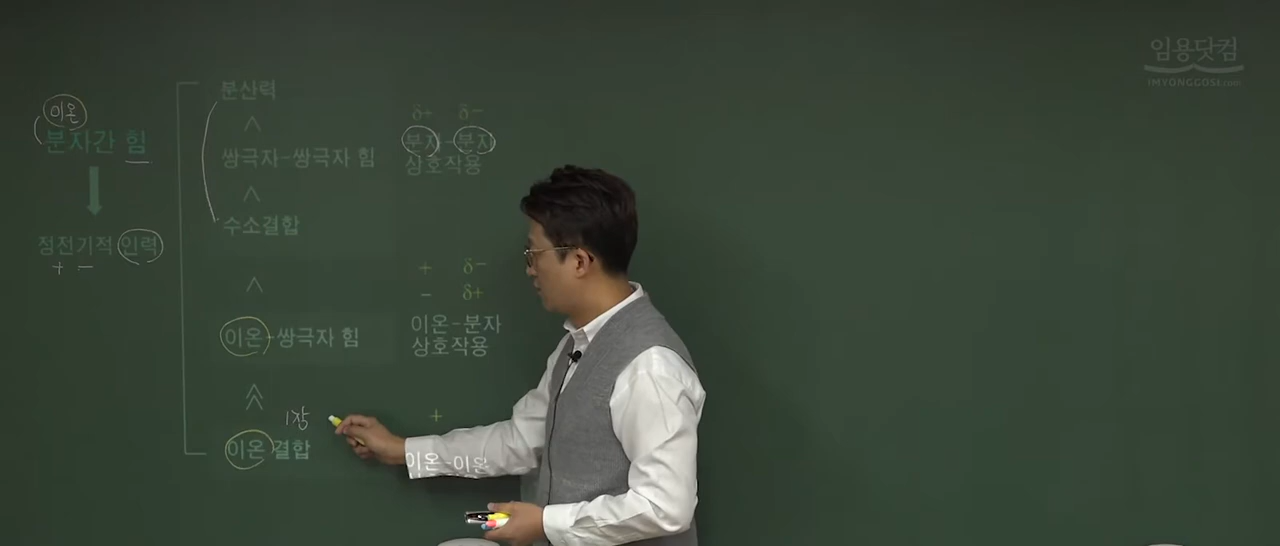 임용닷컴
IMYONGGOSI.com
이온
분자간 힘
정전기적 인력
+ −
분산력
∧
쌍극자-쌍극자 힘
∧
수소결합
∧
이온-쌍극자 힘
∧
∧
1장
이온 결합
δ+ δ−
분자-분자
상호작용
+ δ−
− δ+
이온-분자
상호작용
+
이온-이온